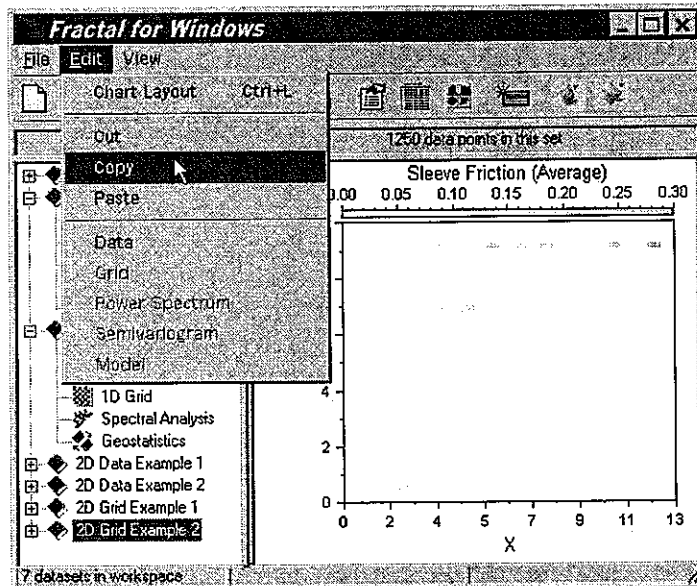 Fractal for Windows
File Edit View
Chart Layout Ctrl+L
Cut
Copy
Paste
Data
Grid
Power Spectrum
Semivariogram
Model
1250 data points in this set
Sleeve Friction (Average)
0.00 0.05 0.10 0.15 0.20 0.25 0.30
4
2
0
0 2 4 5 7 9 11 13
X
1D Grid
Spectral Analysis
Geostatistics
2D Data Example 1
2D Data Example 2
2D Grid Example 1
2D Grid Example 2
7 datasets in workspace